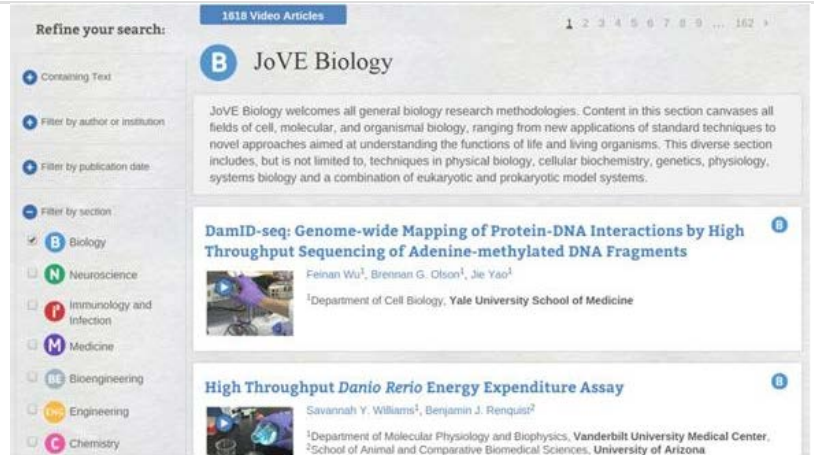 Refine your search:
Containing Text
Filter by author or institution
Filter by publication date
Filter by section
B Biology
N Neuroscience
I Immunology and
Infection
M Medicine
BE Bioengineering
ENG Engineering
C Chemistry
1618 Video Articles
1 2 3 4 5 6 7 8 9 ... 162 ›
B JoVE Biology
JoVE Biology welcomes all general biology research methodologies. Content in this section canvases all
fields of cell, molecular, and organismal biology, ranging from new applications of standard techniques to
novel approaches aimed at understanding the functions of life and living organisms. This diverse section
includes, but is not limited to, techniques in physical biology, cellular biochemistry, genetics, physiology,
systems biology and a combination of eukaryotic and prokaryotic model systems.
DamID-seq: Genome-wide Mapping of Protein-DNA Interactions by High B
Throughput Sequencing of Adenine-methylated DNA Fragments
Feinan Wu¹, Brennan G. Olson¹, Jie Yao¹
¹Department of Cell Biology, Yale University School of Medicine
High Throughput Danio Rerio Energy Expenditure Assay B
Savannah Y. Williams¹, Benjamin J. Renquist²
¹Department of Molecular Physiology and Biophysics, Vanderbilt University Medical Center,
²School of Animal and Comparative Biomedical Sciences, University of Arizona